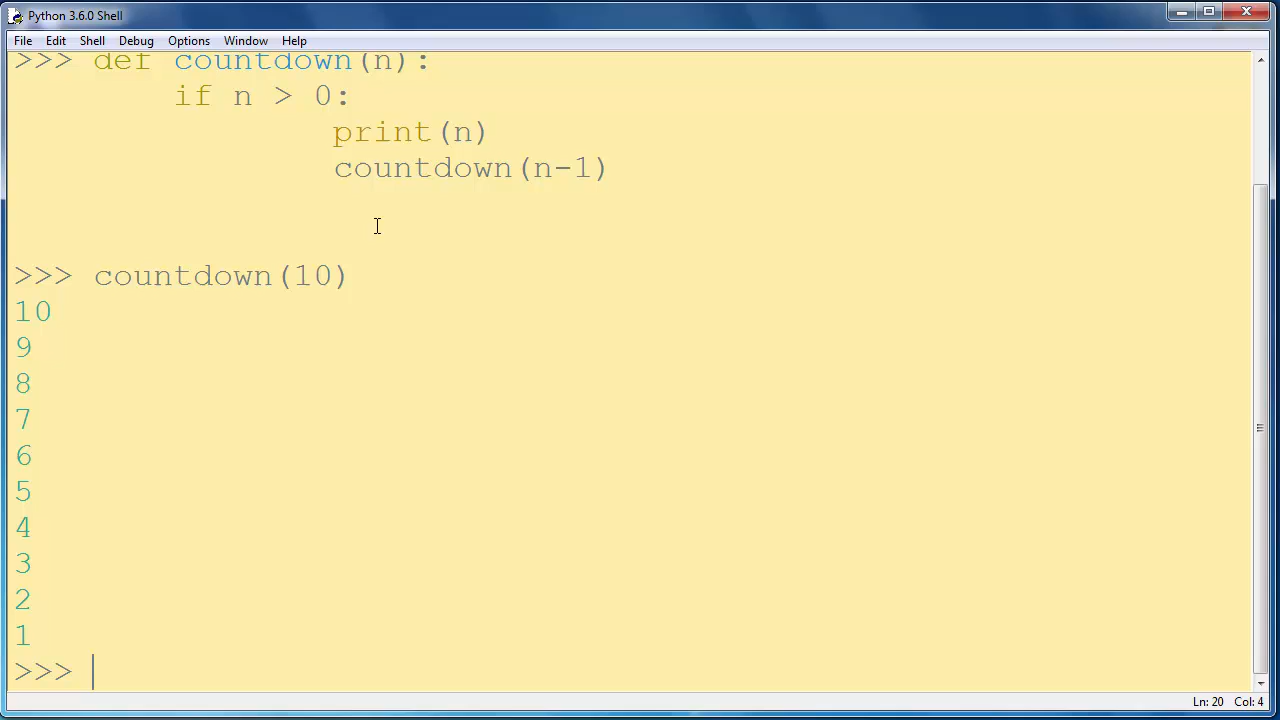 Python 3.6.0 Shell
File Edit Shell Debug Options Window Help
>>> def countdown(n):
if n > 0:
print(n)
countdown(n-1)
>>> countdown(10)
10
9
8
7
6
5
4
3
2
1
>>>
Ln: 20 Col: 4